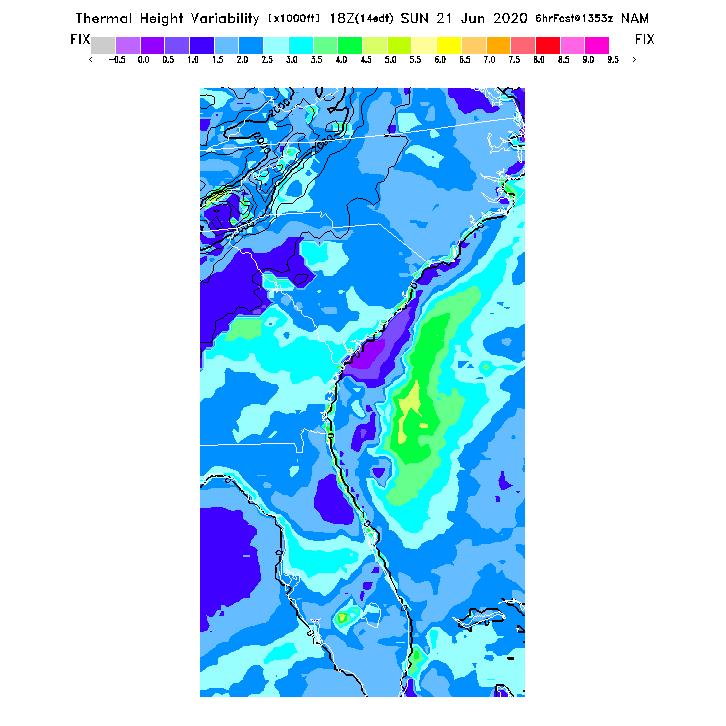 Thermal Height Variability [x1000ft] 18Z(14edt) SUN 21 Jun 2020 6hrFcst@1353z NAM
FIX FIX
< -0.5 0.0 0.5 1.0 1.5 2.0 2.5 3.0 3.5 4.0 4.5 5.0 5.5 6.0 6.5 7.0 7.5 8.0 8.5 9.0 9.5 >
2000